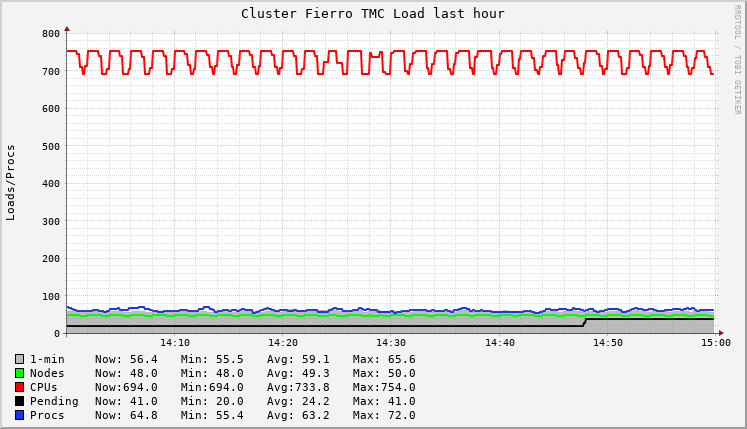 Cluster Fierro TMC Load last hour
RRDTOOL / TOBI OETIKER
Loads/Procs
800
700
600
500
400
300
200
100
0
14:10 14:20 14:30 14:40 14:50 15:00
1-min Now: 56.4 Min: 55.5 Avg: 59.1 Max: 65.6
Nodes Now: 48.0 Min: 48.0 Avg: 49.3 Max: 50.0
CPUs Now:694.0 Min:694.0 Avg:733.8 Max:754.0
Pending Now: 41.0 Min: 20.0 Avg: 24.2 Max: 41.0
Procs Now: 64.8 Min: 55.4 Avg: 63.2 Max: 72.0